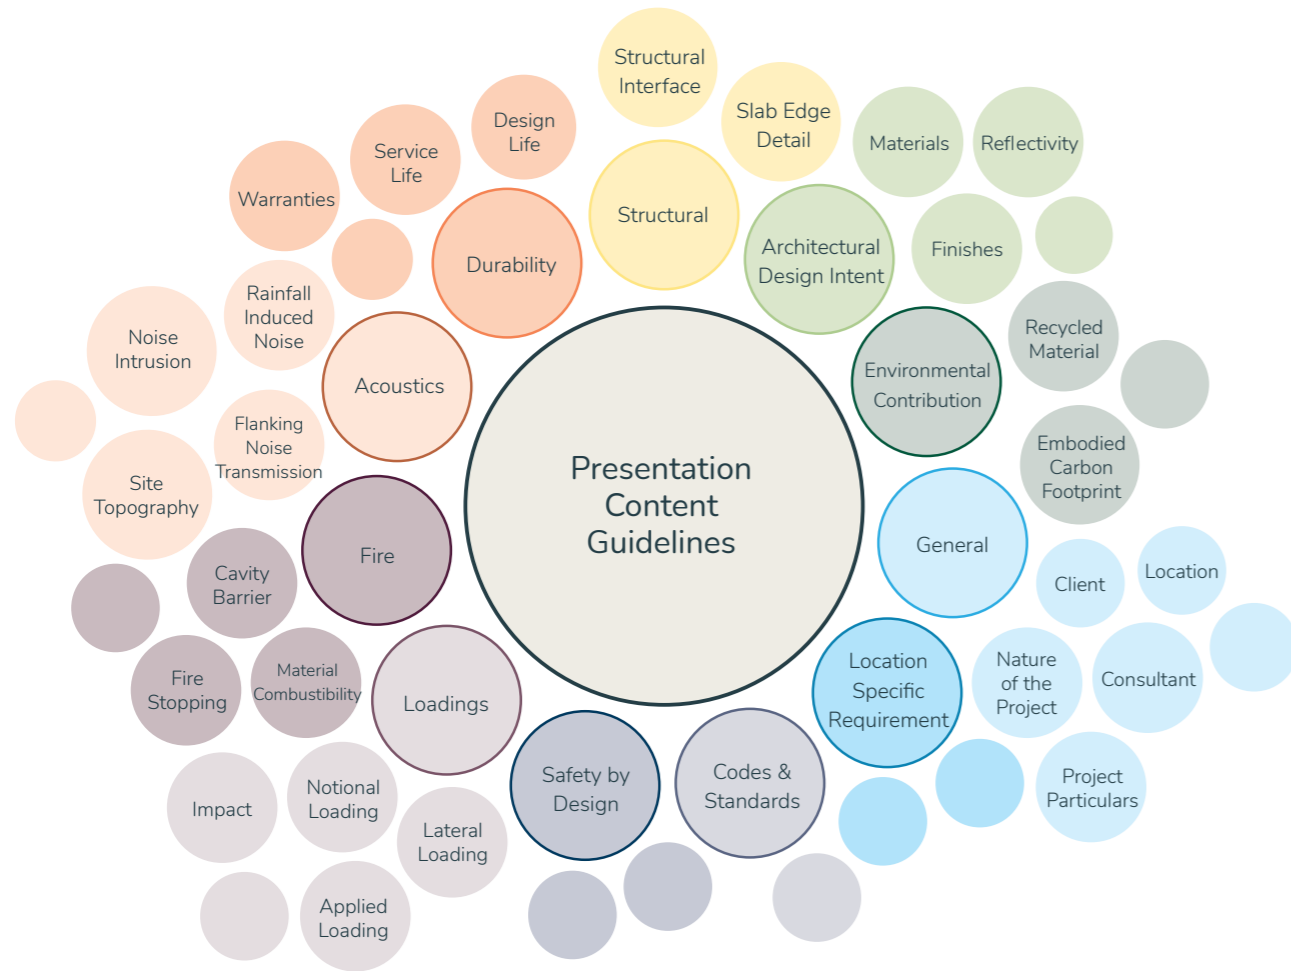 Presentation
Content
Guidelines
Structural
Structural
Interface
Slab Edge
Detail
Architectural
Design Intent
Materials
Reflectivity
Finishes
Environmental
Contribution
Recycled
Material
Embodied
Carbon
Footprint
General
Client
Location
Nature
of the
Project
Consultant
Project
Particulars
Location
Specific
Requirement
Codes &
Standards
Safety by
Design
Loadings
Impact
Notional
Loading
Lateral
Loading
Applied
Loading
Fire
Cavity
Barrier
Fire
Stopping
Material
Combustibility
Acoustics
Noise
Intrusion
Rainfall
Induced
Noise
Flanking
Noise
Transmission
Site
Topography
Durability
Warranties
Service
Life
Design
Life